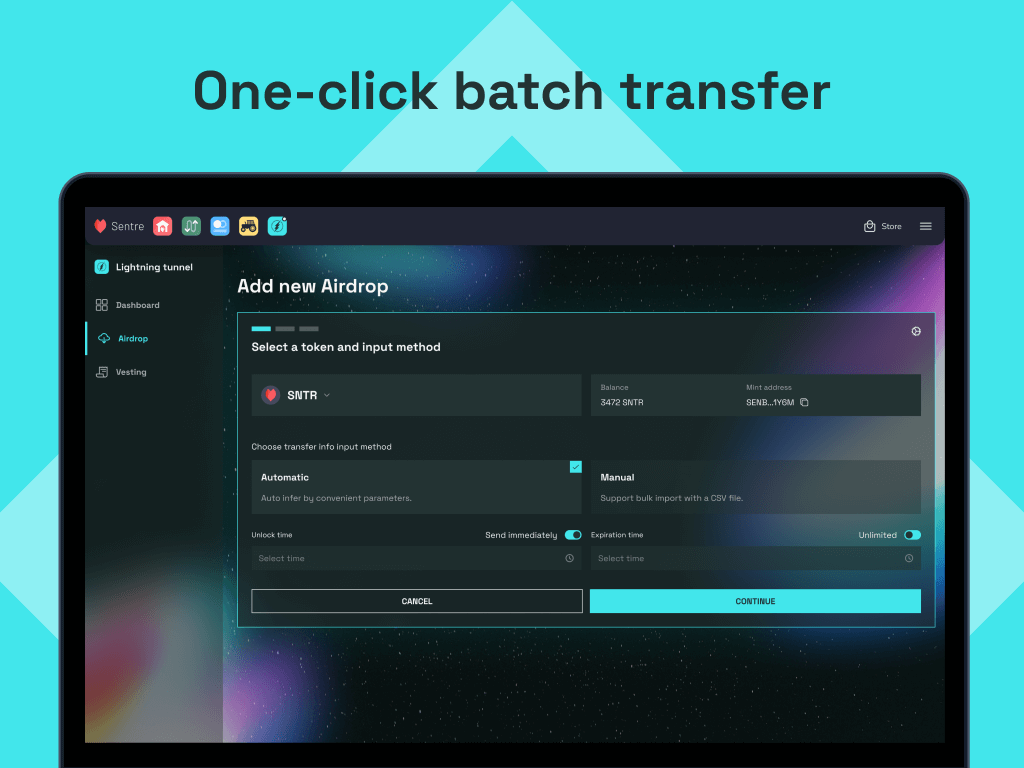 One-click batch transfer
Sentre
Store
Lightning tunnel
Dashboard
Airdrop
Vesting
Add new Airdrop
Select a token and input method
SNTR
Balance
3472 SNTR
Mint address
SENB...1Y6M
Choose transfer info input method
Automatic
Auto infer by convenient parameters.
Manual
Support bulk import with a CSV file.
Unlock time
Send immediately
Select time
Expiration time
Unlimited
Select time
CANCEL
CONTINUE